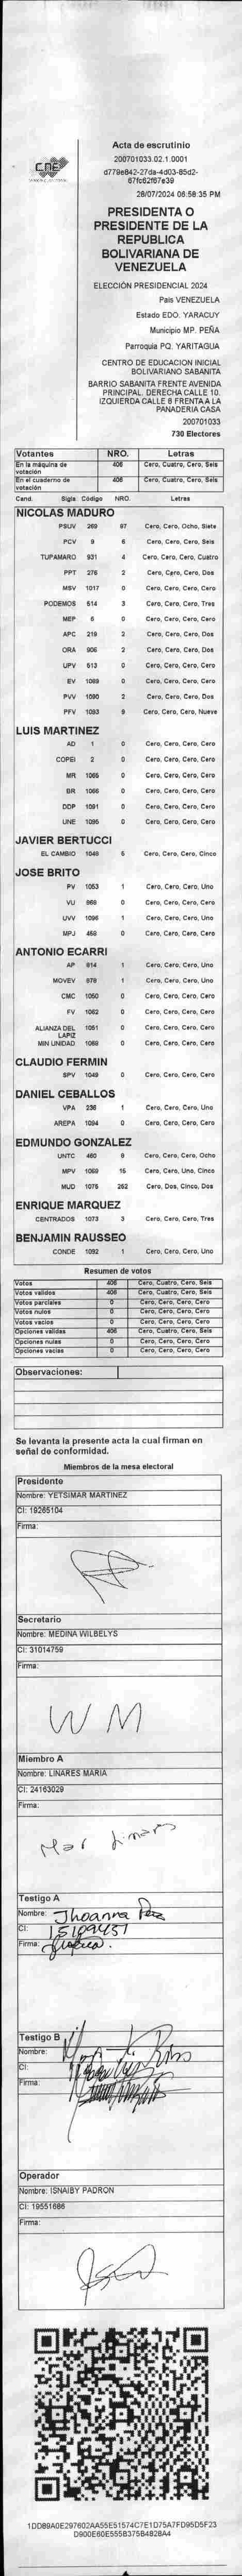 CNE
Acta de escrutinio
200701033.02.1.0001
d779e842-27da-4d03-85d2-
67fc62f67e39
28/07/2024 06:58:35 PM
PRESIDENTA O
PRESIDENTE DE LA
REPUBLICA
BOLIVARIANA DE
VENEZUELA
ELECCIÓN PRESIDENCIAL 2024
Pais VENEZUELA
Estado EDO. YARACUY
Municipio MP. PEÑA
Parroquia PQ. YARITAGUA
CENTRO DE EDUCACION INICIAL
BOLIVARIANO SABANITA
BARRIO SABANITA FRENTE AVENIDA
PRINCIPAL. DERECHA CALLE 10.
IZQUIERDA CALLE 8 FRENTA A LA
PANADERIA CASA
200701033
730 Electores
Votantes NRO. Letras
En la máquina de votación 406 Cero, Cuatro, Cero, Seis
En el cuaderno de votación 406 Cero, Cuatro, Cero, Seis
Cand. Sigla Código NRO. Letras
NICOLAS MADURO
PSUV 269 87 Cero, Cero, Ocho, Siete
PCV 9 6 Cero, Cero, Cero, Seis
TUPAMARO 931 4 Cero, Cero, Cero, Cuatro
PPT 276 2 Cero, Cero, Cero, Dos
MSV 1017 0 Cero, Cero, Cero, Cero
PODEMOS 514 3 Cero, Cero, Cero, Tres
MEP 5 0 Cero, Cero, Cero, Cero
APC 219 2 Cero, Cero, Cero, Dos
ORA 906 2 Cero, Cero, Cero, Dos
UPV 613 0 Cero, Cero, Cero, Cero
EV 1089 0 Cero, Cero, Cero, Cero
PVV 1090 2 Cero, Cero, Cero, Dos
PFV 1093 9 Cero, Cero, Cero, Nueve
LUIS MARTINEZ
AD 1 0 Cero, Cero, Cero, Cero
COPEI 2 0 Cero, Cero, Cero, Cero
MR 1065 0 Cero, Cero, Cero, Cero
BR 1066 0 Cero, Cero, Cero, Cero
DDP 1091 0 Cero, Cero, Cero, Cero
UNE 1095 0 Cero, Cero, Cero, Cero
JAVIER BERTUCCI
EL CAMBIO 1048 5 Cero, Cero, Cero, Cinco
JOSE BRITO
PV 1053 1 Cero, Cero, Cero, Uno
VU 968 0 Cero, Cero, Cero, Cero
UVV 1096 1 Cero, Cero, Cero, Uno
MPJ 458 0 Cero, Cero, Cero, Cero
ANTONIO ECARRI
AP 914 1 Cero, Cero, Cero, Uno
MOVEV 979 1 Cero, Cero, Cero, Uno
CMC 1050 0 Cero, Cero, Cero, Cero
FV 1062 0 Cero, Cero, Cero, Cero
ALIANZA DEL LAPIZ 1051 0 Cero, Cero, Cero, Cero
MIN UNIDAD 1069 0 Cero, Cero, Cero, Cero
CLAUDIO FERMIN
SPV 1049 0 Cero, Cero, Cero, Cero
DANIEL CEBALLOS
VPA 236 1 Cero, Cero, Cero, Uno
AREPA 1094 0 Cero, Cero, Cero, Cero
EDMUNDO GONZALEZ
UNTC 460 8 Cero, Cero, Cero, Ocho
MPV 1069 15 Cero, Cero, Uno, Cinco
MUD 1075 252 Cero, Dos, Cinco, Dos
ENRIQUE MARQUEZ
CENTRADOS 1073 3 Cero, Cero, Cero, Tres
BENJAMIN RAUSSEO
CONDE 1092 1 Cero, Cero, Cero, Uno
Resumen de votos
Votos 406 Cero, Cuatro, Cero, Seis
Votos validos 406 Cero, Cuatro, Cero, Seis
Votos parciales 0 Cero, Cero, Cero, Cero
Votos nulos 0 Cero, Cero, Cero, Cero
Votos vacios 0 Cero, Cero, Cero, Cero
Opciones validas 406 Cero, Cuatro, Cero, Seis
Opciones nulas 0 Cero, Cero, Cero, Cero
Opciones vacias 0 Cero, Cero, Cero, Cero
Observaciones:
Se levanta la presente acta la cual firman en
señal de conformidad.
Miembros de la mesa electoral
Presidente
Nombre: YETSIMAR MARTINEZ
CI: 19265104
Firma:
Secretario
Nombre: MEDINA WILBELYS
CI: 31014759
Firma:
W M
Miembro A
Nombre: LINARES MARIA
CI: 24163029
Firma:
Mar Linares
Testigo A
Nombre: Jhoanna Perez
CI: 15109437
Firma:
Testigo B
Nombre:
CI:
Firma:
Operador
Nombre: ISNAIBY PADRON
CI: 19551686
Firma:
1DD89A0E297602AA55E51574C7E1D75A7FD95D5F23
D900E60E555B375B4828A4